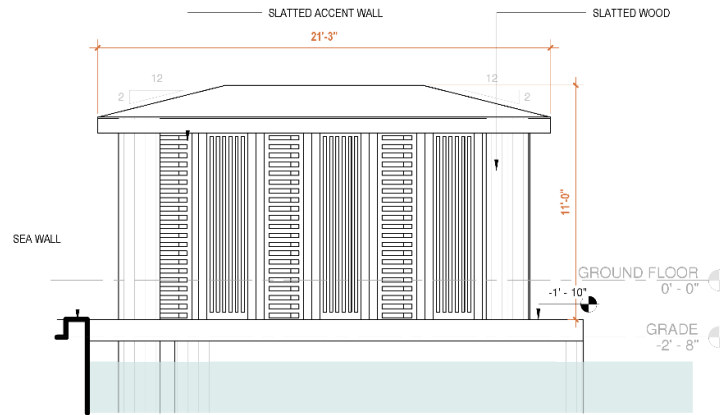 SLATTED ACCENT WALL
SLATTED WOOD
21'-3"
12
12
2
2
11'-0"
SEA WALL
GROUND FLOOR
0' - 0"
-1' - 10"
GRADE
-2' - 8"